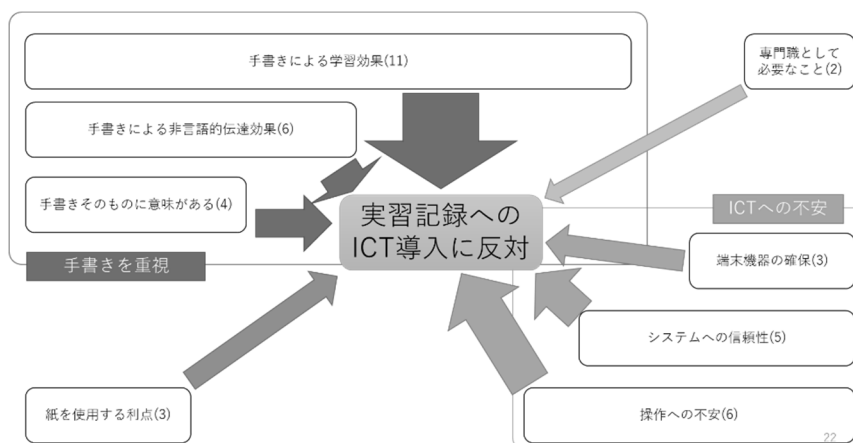 手書きによる学習効果(11)
専門職として
必要なこと(2)
手書きによる非言語的伝達効果(6)
手書きそのものに意味がある(4)
実習記録への
ICT導入に反対
ICTへの不安
手書きを重視
端末機器の確保(3)
システムへの信頼性(5)
紙を使用する利点(3)
操作への不安(6)
22